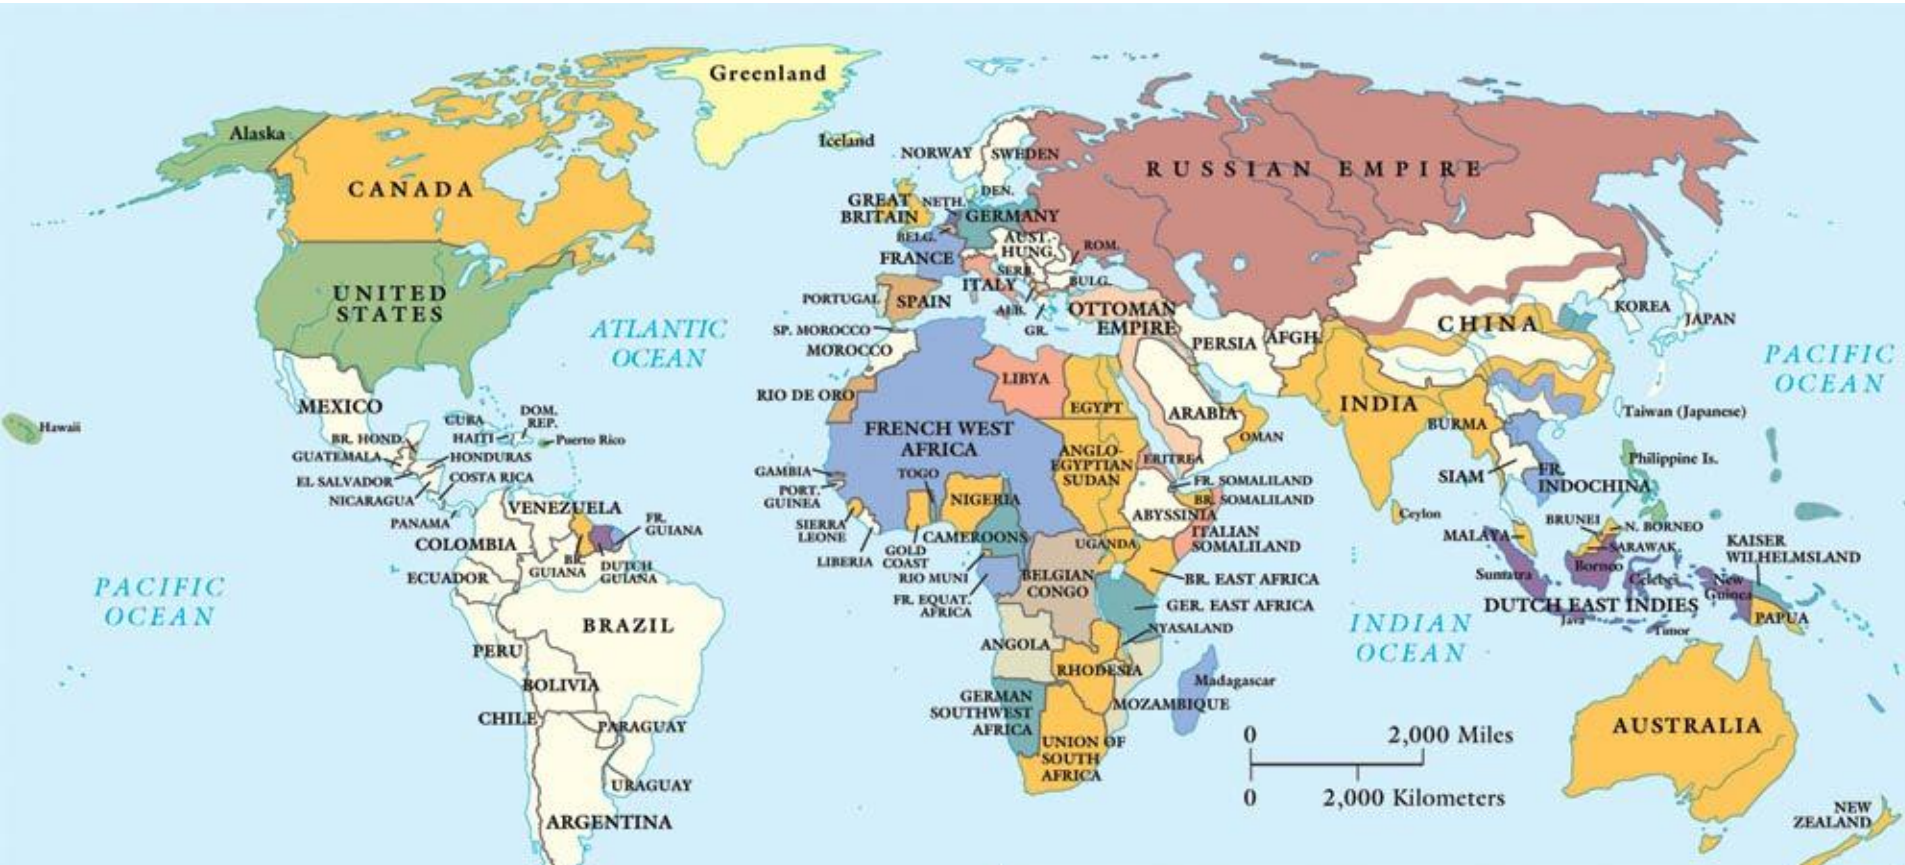 Greenland
Alaska
Iceland
NORWAY
SWEDEN
RUSSIAN EMPIRE
CANADA
DEN.
GREAT
BRITAIN
NETH.
GERMANY
BELG.
AUST.-
HUNG.
ROM.
FRANCE
SERB.
ITALY
BULG.
UNITED
STATES
PORTUGAL
SPAIN
ALB.
GR.
OTTOMAN
EMPIRE
KOREA
JAPAN
CHINA
ATLANTIC
OCEAN
SP. MOROCCO
MOROCCO
PERSIA
AFGH.
PACIFIC
OCEAN
LIBYA
RIO DE ORO
EGYPT
MEXICO
ARABIA
INDIA
Taiwan (Japanese)
Hawaii
CUBA
DOM.
REP.
HAITI
Puerto Rico
BR. HOND.
GUATEMALA
HONDURAS
EL SALVADOR
COSTA RICA
NICARAGUA
PANAMA
FRENCH WEST
AFRICA
ANGLO-
EGYPTIAN
SUDAN
OMAN
BURMA
ERITREA
Philippine Is.
SIAM
FR.
INDOCHINA
GAMBIA
TOGO
PORT.
GUINEA
NIGERIA
FR. SOMALILAND
BR. SOMALILAND
ABYSSINIA
Ceylon
VENEZUELA
FR.
GUIANA
SIERRA
LEONE
LIBERIA
GOLD
COAST
CAMEROONS
UGANDA
ITALIAN
SOMALILAND
BRUNEI
N. BORNEO
MALAYA
SARAWAK
KAISER
WILHELMSLAND
COLOMBIA
BR.
GUIANA
DUTCH
GUIANA
ECUADOR
RIO MUNI
FR. EQUAT.
AFRICA
BELGIAN
CONGO
BR. EAST AFRICA
Sumatra
Borneo
Celebes
New
Guinea
PACIFIC
OCEAN
BRAZIL
GER. EAST AFRICA
DUTCH EAST INDIES
Java
Timor
PAPUA
INDIAN
OCEAN
NYASALAND
PERU
ANGOLA
RHODESIA
BOLIVIA
Madagascar
MOZAMBIQUE
GERMAN
SOUTHWEST
AFRICA
CHILE
PARAGUAY
AUSTRALIA
UNION OF
SOUTH
AFRICA
0 2,000 Miles
0 2,000 Kilometers
URAGUAY
ARGENTINA
NEW
ZEALAND